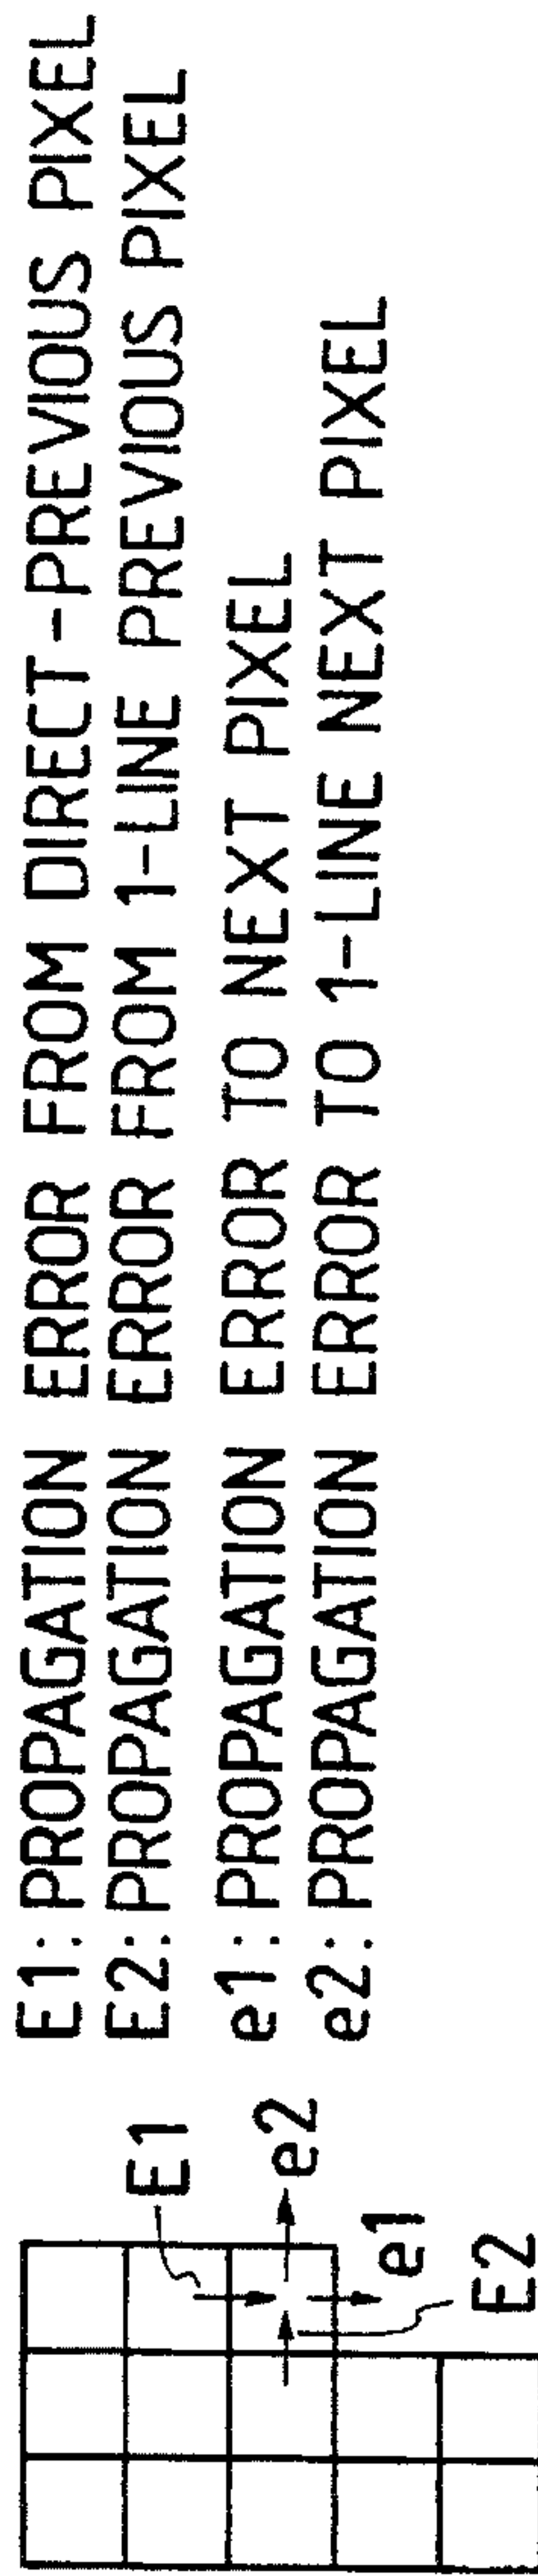 E1: PROPAGATION ERROR FROM DIRECT-PREVIOUS PIXEL
E2: PROPAGATION ERROR FROM 1-LINE PREVIOUS PIXEL
e1: PROPAGATION ERROR TO NEXT PIXEL
e2: PROPAGATION ERROR TO 1-LINE NEXT PIXEL
E1
e2
e1
E2